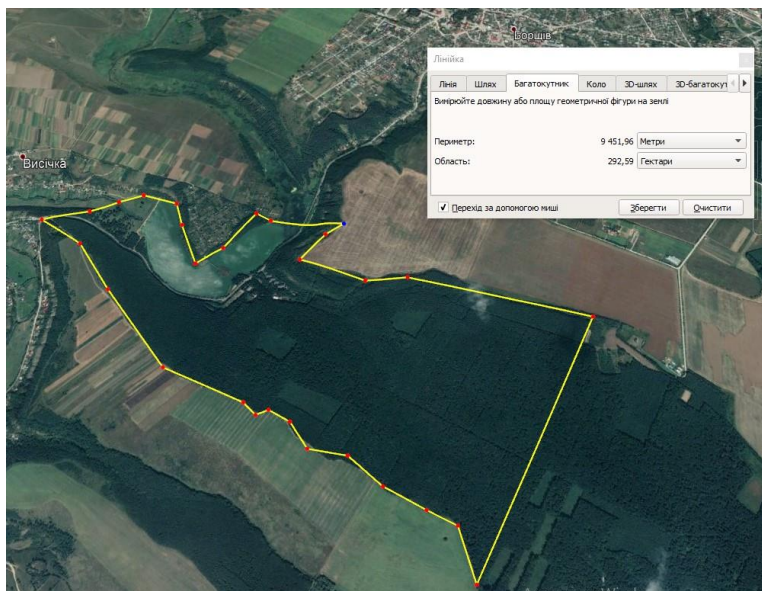 Борщів
Лінійка
Лінія Шлях Багатокутник Коло 3D-шлях 3D-багатокут
Вимірюйте довжину або площу геометричної фігури на землі
Периметр: 9 451,96 Метри
Область: 292,59 Гектари
Висічка
Перехід за допомогою миші Зберегти Очистити